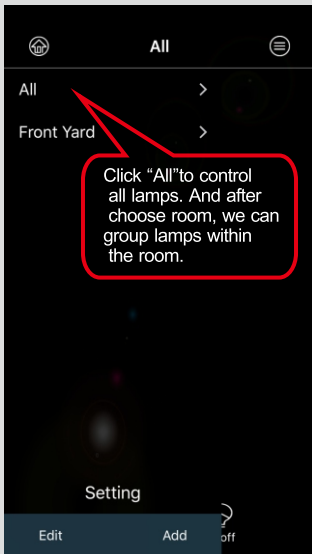 All
All
Front Yard
Click “All”to control
all lamps. And after
choose room, we can
group lamps within
the room.
Setting
Edit Add off